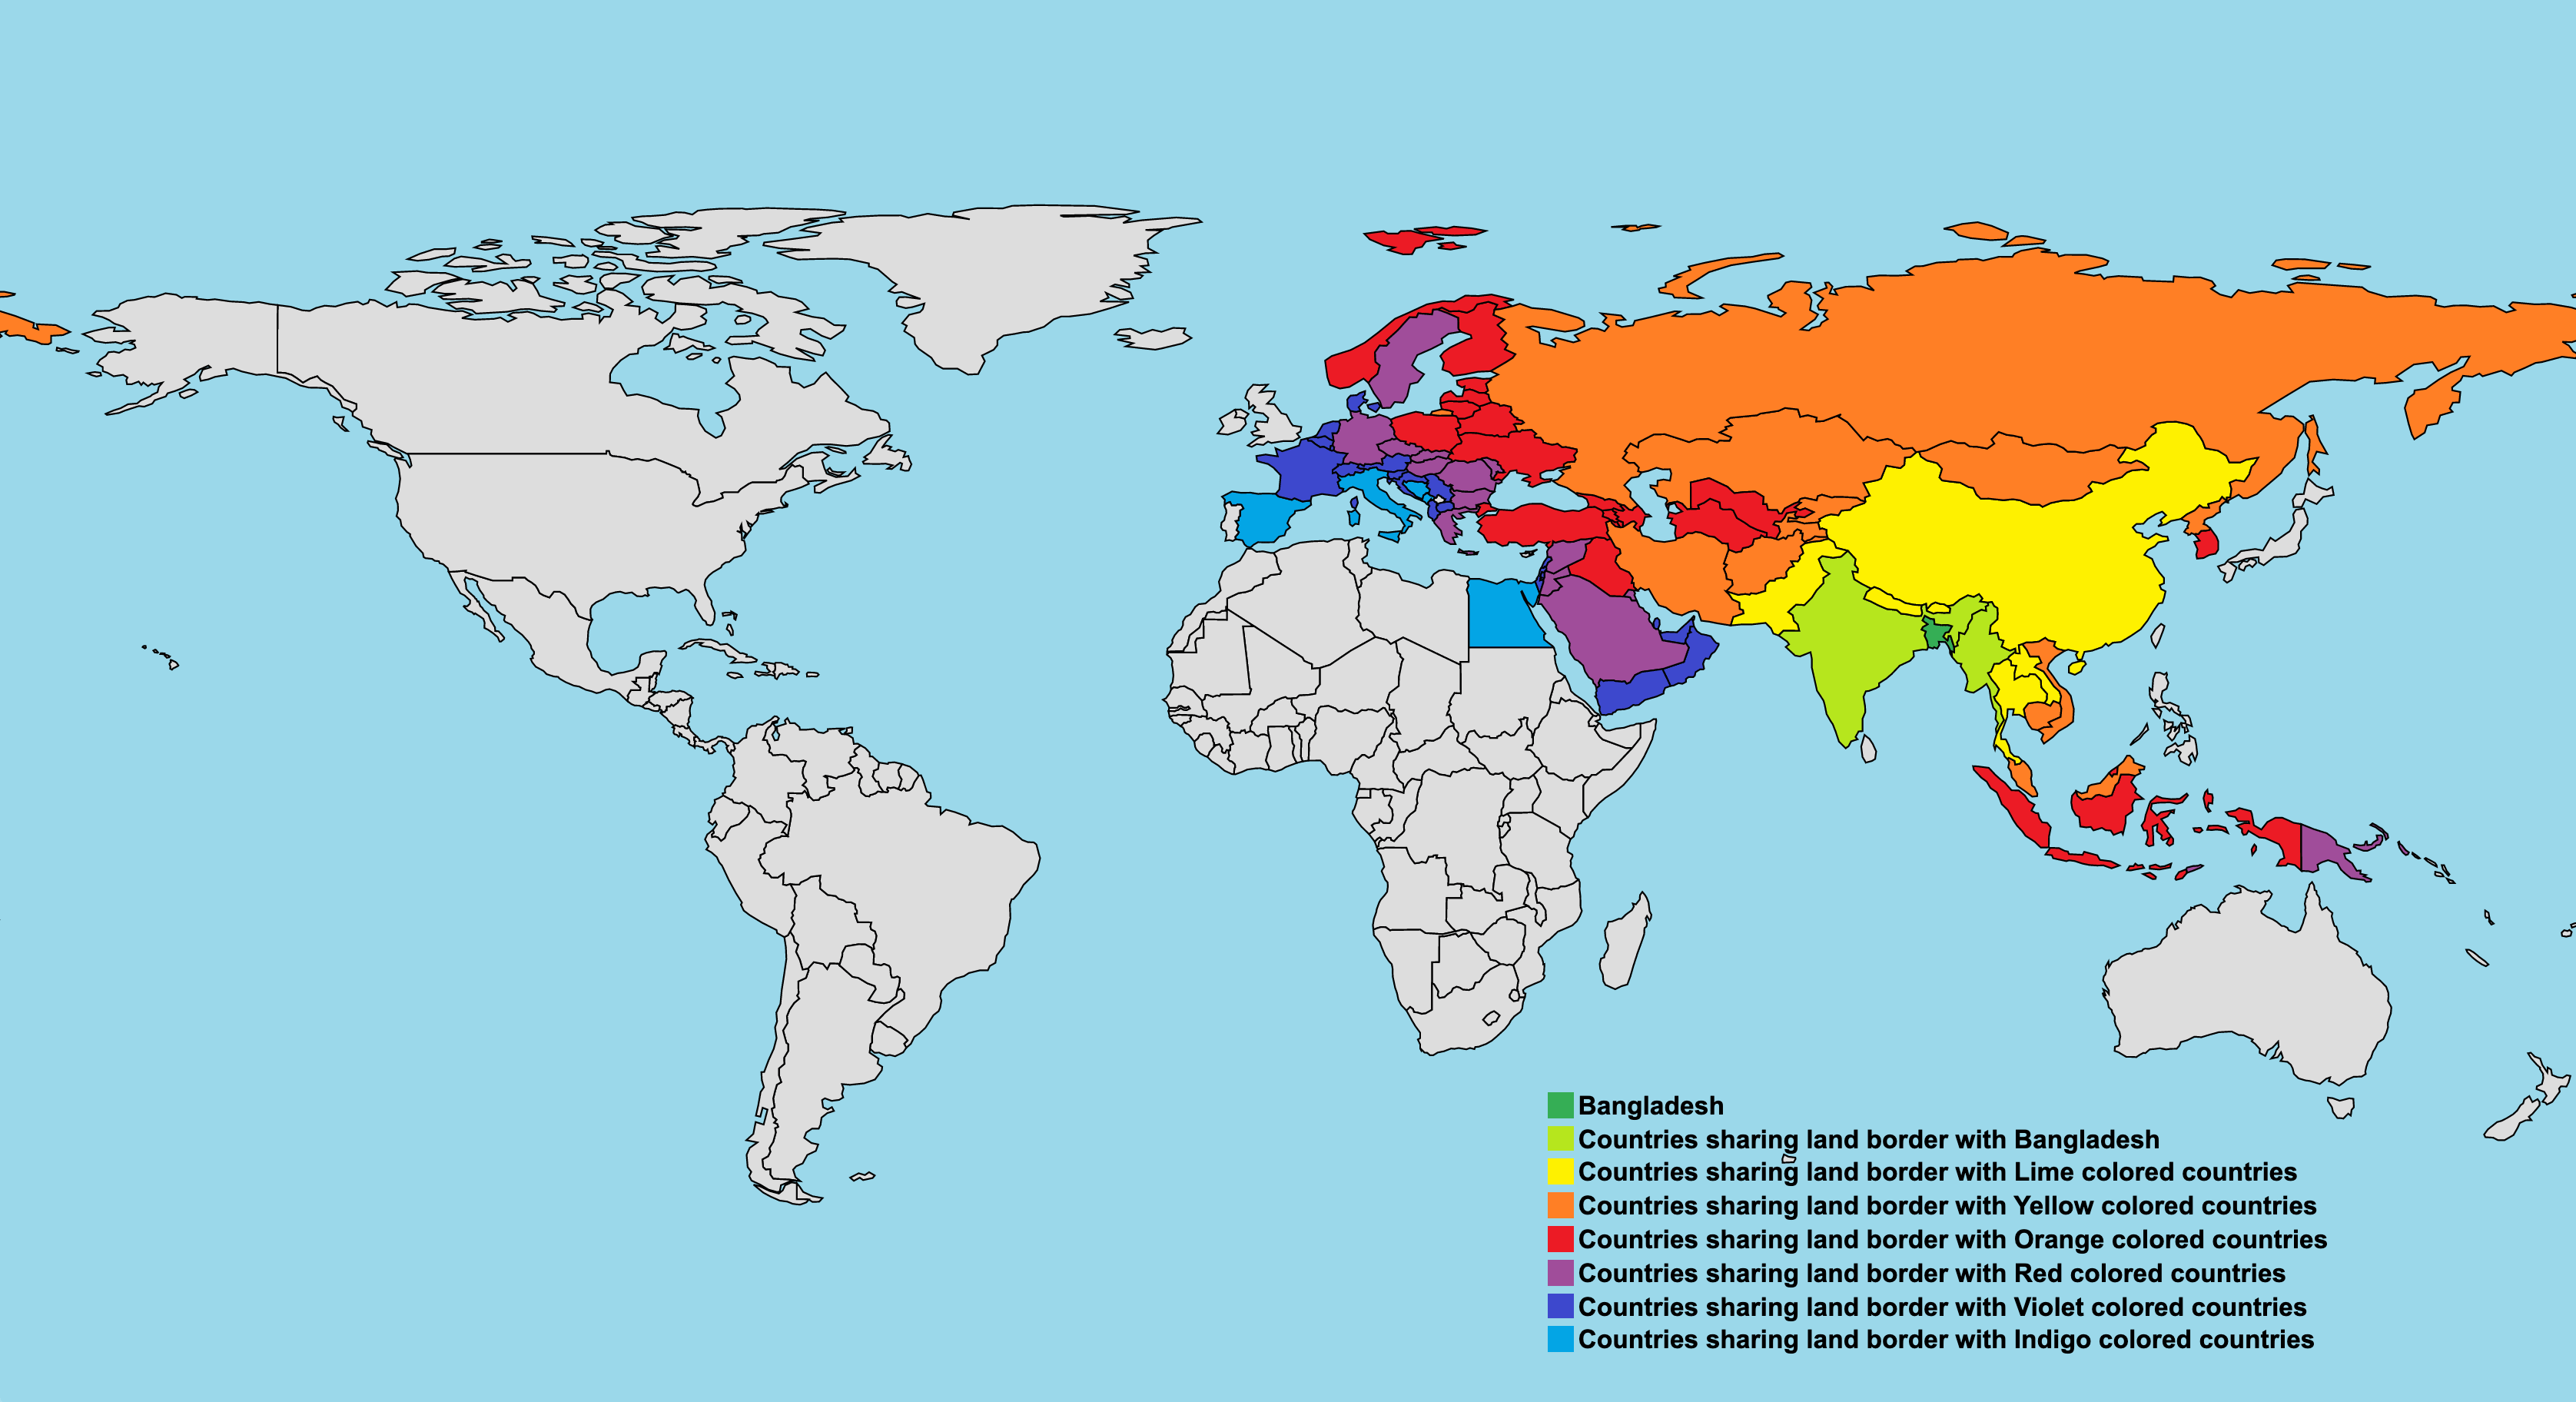 Bangladesh
Countries sharing land border with Bangladesh
Countries sharing land border with Lime colored countries
Countries sharing land border with Yellow colored countries
Countries sharing land border with Orange colored countries
Countries sharing land border with Red colored countries
Countries sharing land border with Violet colored countries
Countries sharing land border with Indigo colored countries